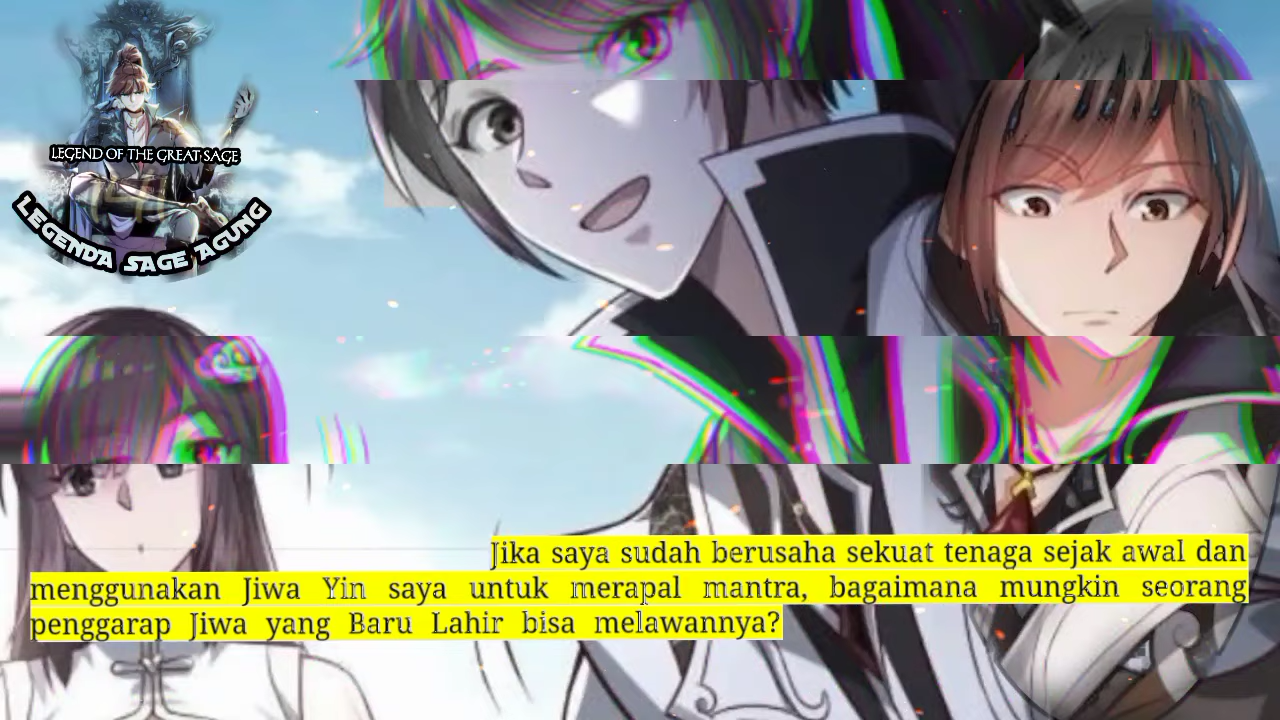 LEGEND OF THE GREAT SAGE
LEGENDA SAGE AGUNG
Jika saya sudah berusaha sekuat tenaga sejak awal dan
menggunakan Jiwa Yin saya untuk merapal mantra, bagaimana mungkin seorang
penggarap Jiwa yang Baru Lahir bisa melawannya?